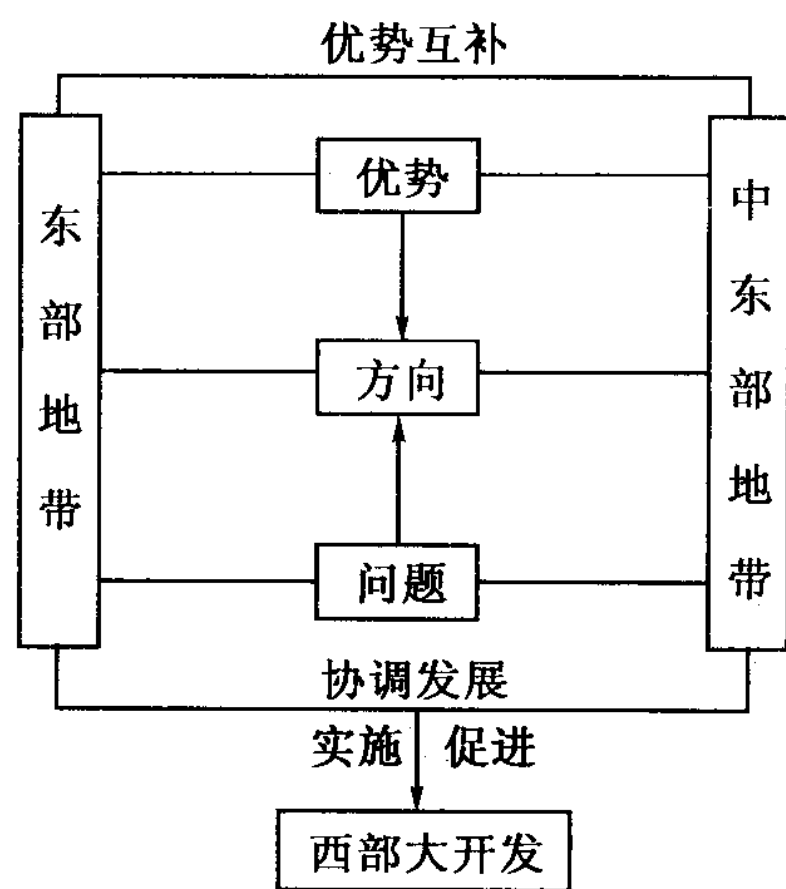 优势互补
东部地带
优势
方向
问题
中东部地带
协调发展
实施 促进
西部大开发